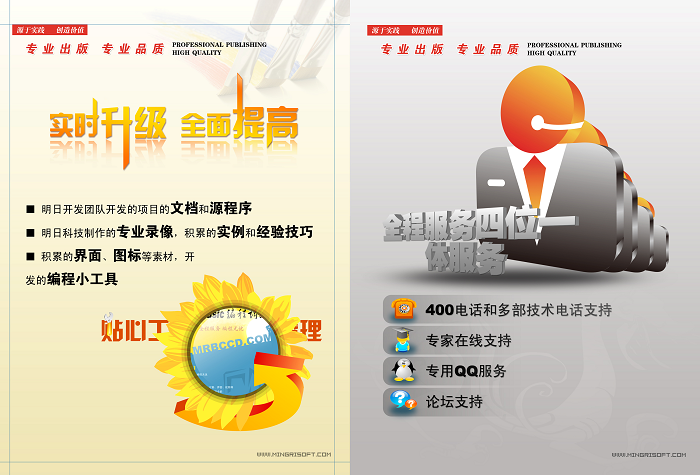 源于实践 创造价值
专业出版 专业品质 PROFESSIONAL PUBLISHING
HIGH QUALITY
实时升级 全面提高
■ 明日开发团队开发的项目的文档和源程序
■ 明日科技制作的专业录像，积累的实例和经验技巧
■ 积累的界面、图标等素材，开
发的编程小工具
贴心工 理
MRBCCD.COM
WWW.MINGRISOFT.COM
源于实践 创造价值
专业出版 专业品质 PROFESSIONAL PUBLISHING
HIGH QUALITY
全程服务四位一
体服务
400电话和多部技术电话支持
专家在线支持
专用QQ服务
论坛支持
WWW.MINGRISOFT.COM